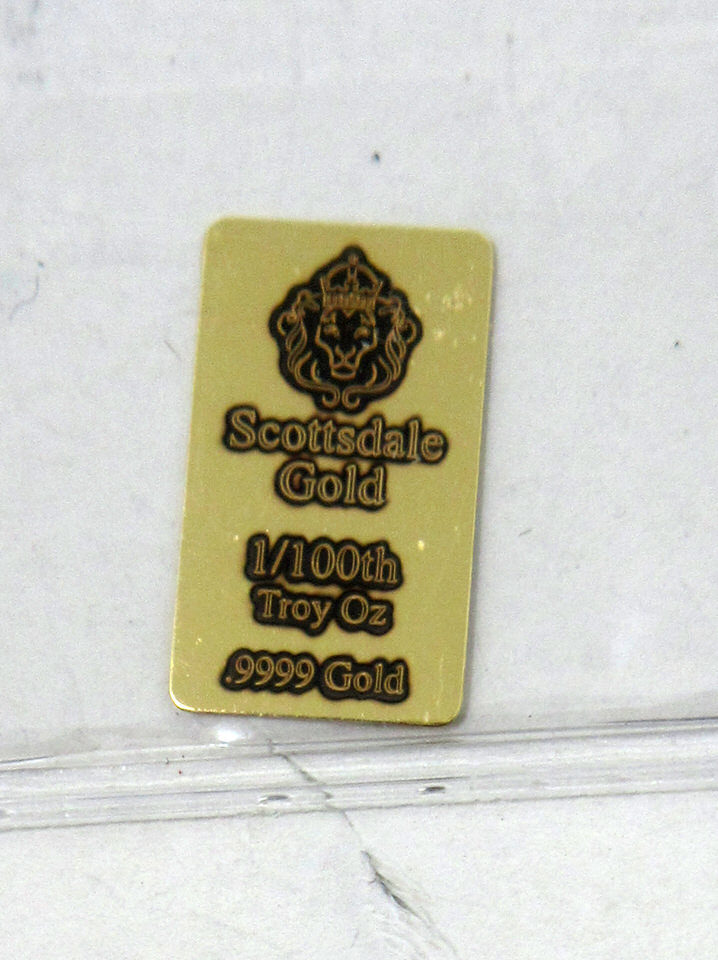 Scottsdale
Gold
1/100th
Troy Oz
.9999 Gold